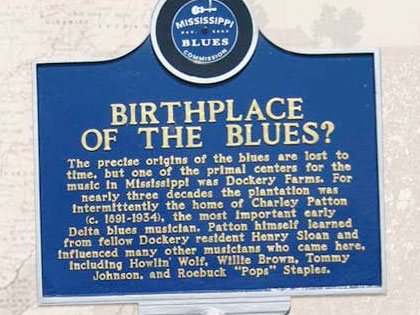 MISSISSIPPI
BLUES
COMMISSION
BIRTHPLACE
OF THE BLUES?
The precise origins of the blues are lost to
time, but one of the primal centers for the
music in Mississippi was Dockery Farms. For
nearly three decades the plantation was
intermittently the home of Charley Patton
(c. 1891-1934), the most important early
Delta blues musician. Patton himself learned
from fellow Dockery resident Henry Sloan and
influenced many other musicians who came here,
including Howlin' Wolf, Willie Brown, Tommy
Johnson, and Roebuck "Pops" Staples.